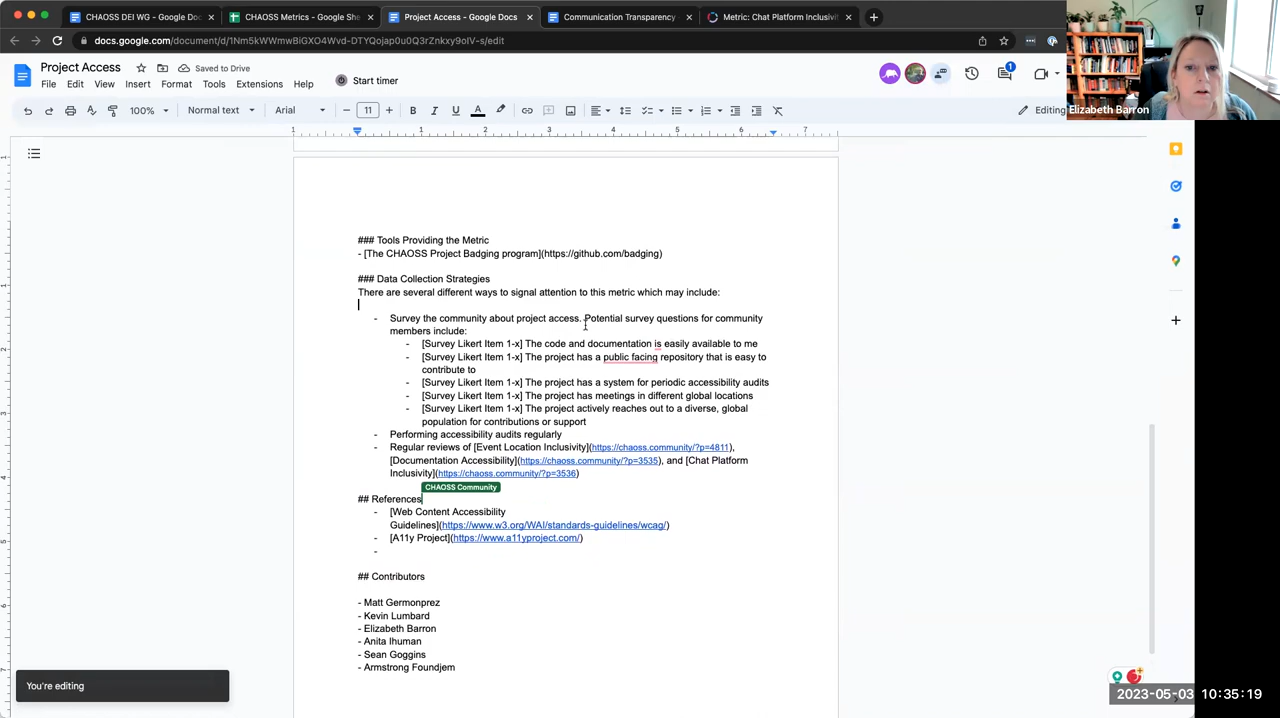 CHAOSS DEI WG - Google Doc
CHAOSS Metrics - Google She
Project Access - Google Docs
Communication Transparency
Metric: Chat Platform Inclusivit
docs.google.com/document/d/1Nm5kWWmwBiGXO4Wvd-DTYQojap0u0Q3rZnkxy9oIV-s/edit
Project Access
Saved to Drive
File Edit View Insert Format Tools Extensions Help
Start timer
1
100%
Normal text
Arial
11
B I U A
Editing
Elizabeth Barron
1 1 2 3 4 5 6 7
### Tools Providing the Metric
- [The CHAOSS Project Badging program](https://github.com/badging)
### Data Collection Strategies
There are several different ways to signal attention to this metric which may include:
- Survey the community about project access. Potential survey questions for community
members include:
- [Survey Likert Item 1-x] The code and documentation is easily available to me
- [Survey Likert Item 1-x] The project has a public facing repository that is easy to
contribute to
- [Survey Likert Item 1-x] The project has a system for periodic accessibility audits
- [Survey Likert Item 1-x] The project has meetings in different global locations
- [Survey Likert Item 1-x] The project actively reaches out to a diverse, global
population for contributions or support
- Performing accessibility audits regularly
- Regular reviews of [Event Location Inclusivity](https://chaoss.community/?p=4811),
[Documentation Accessibility](https://chaoss.community/?p=3535), and [Chat Platform
Inclusivity](https://chaoss.community/?p=3536)
CHAOSS Community
## References
- [Web Content Accessibility
Guidelines](https://www.w3.org/WAI/standards-guidelines/wcag/)
- [A11y Project](https://www.a11yproject.com/)
-
## Contributors
- Matt Germonprez
- Kevin Lumbard
- Elizabeth Barron
- Anita Ihuman
- Sean Goggins
- Armstrong Foundjem
You're editing
2023-05-03 10:35:19